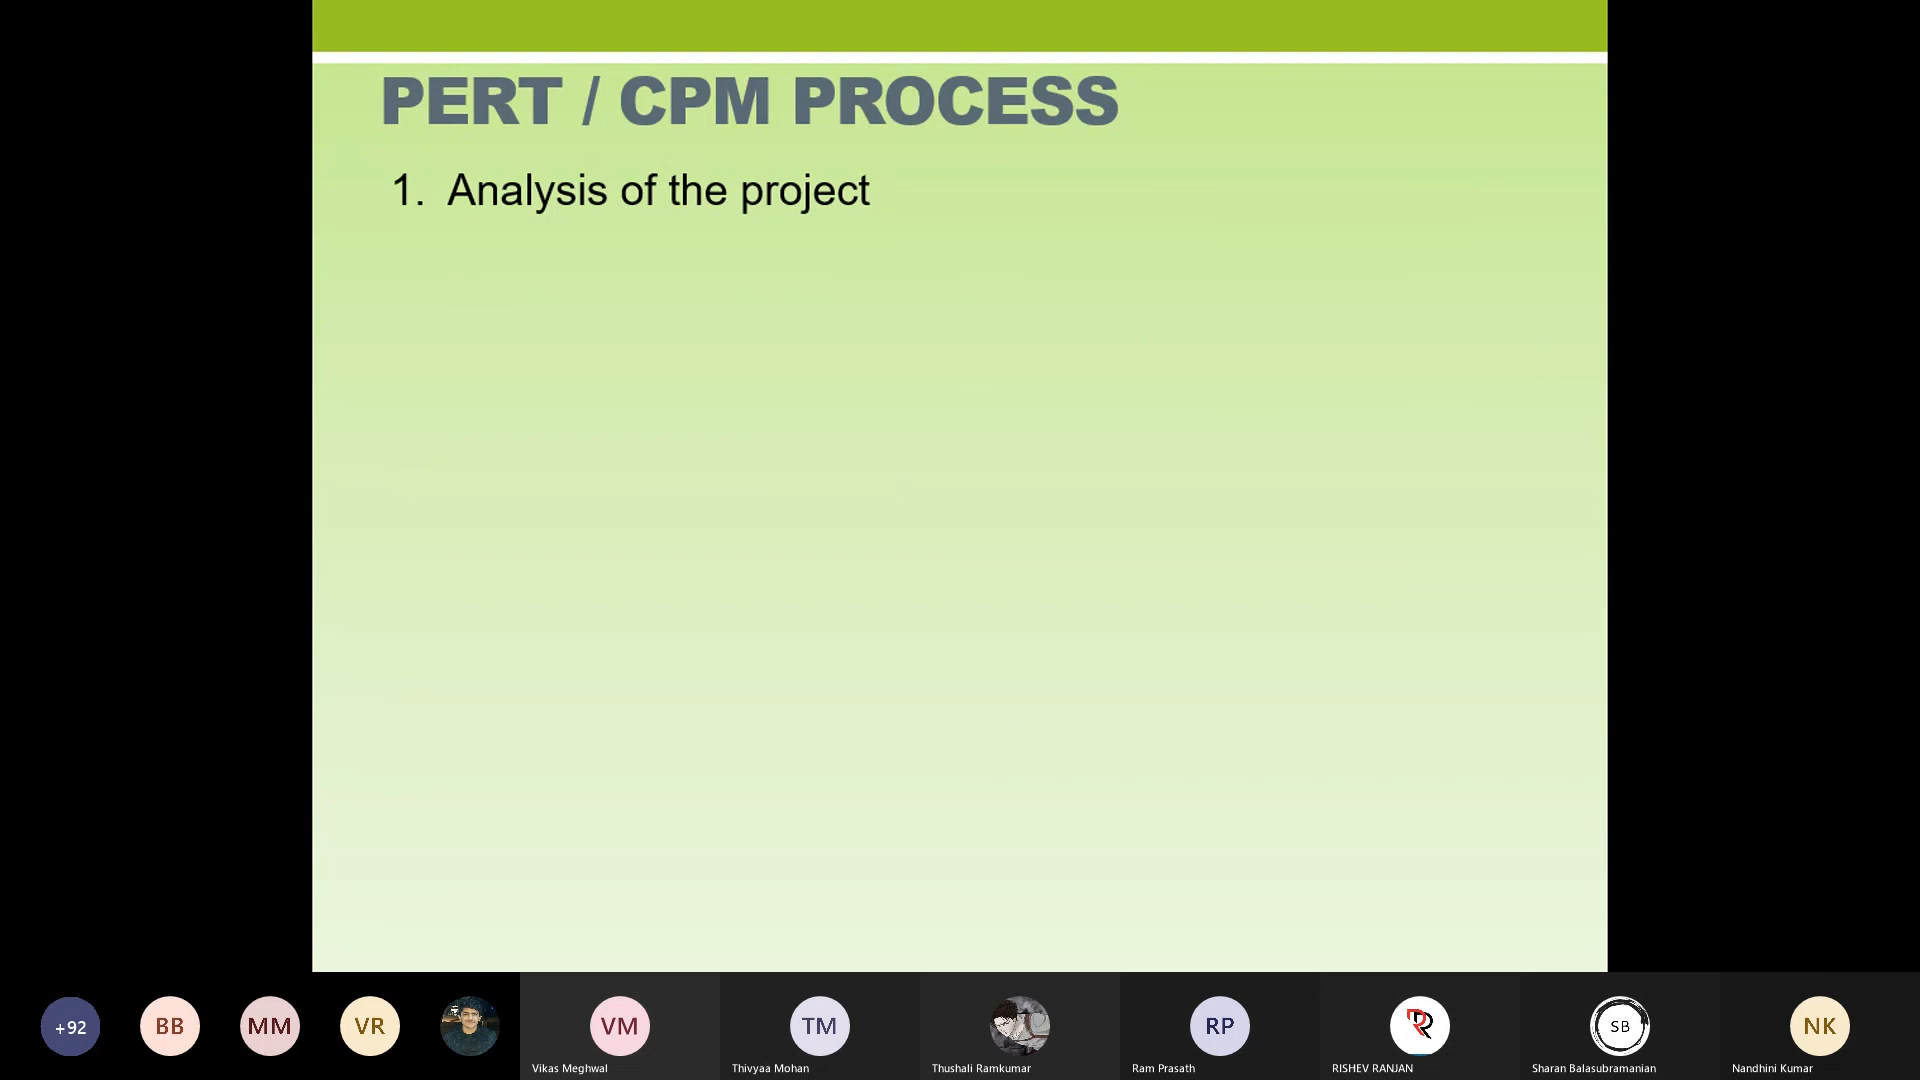 PERT / CPM PROCESS
1. Analysis of the project
+92
BB
MM
VR
VM
TM
RP
R
SB
NK
Vikas Meghwal
Thivyaa Mohan
Thushali Ramkumar
Ram Prasath
RISHEV RANJAN
Sharan Balasubramanian
Nandhini Kumar